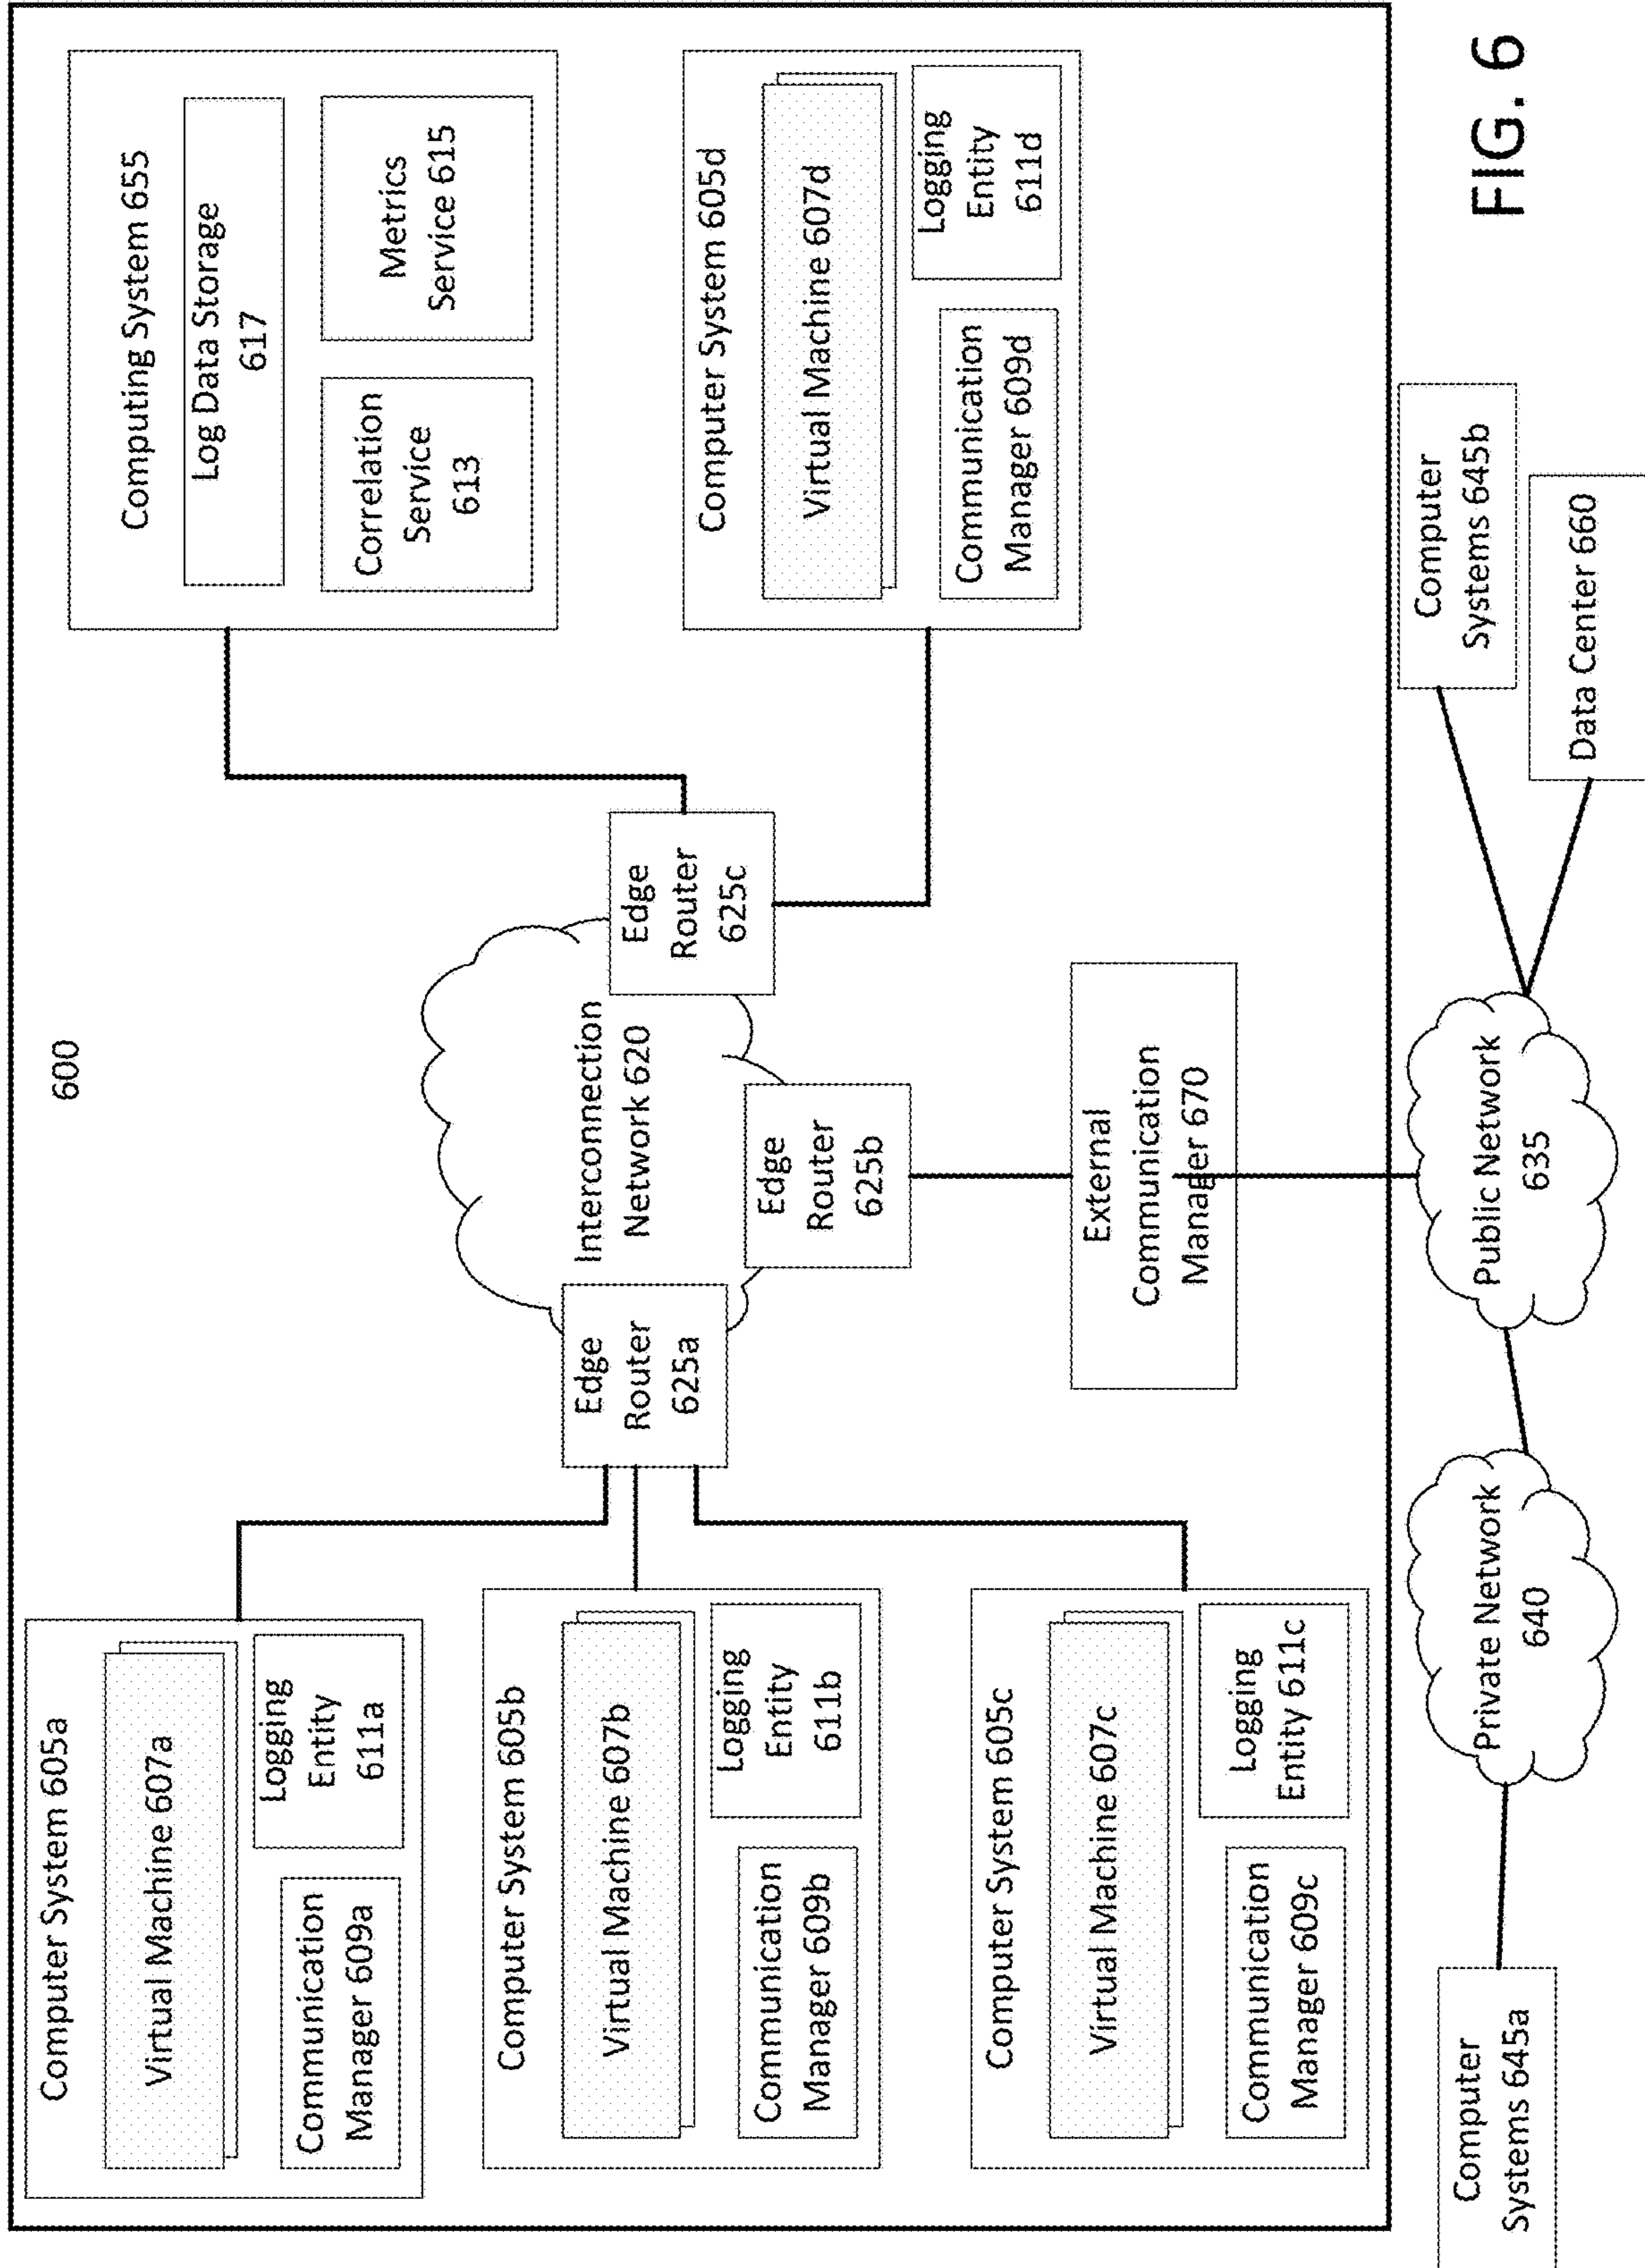 600
Computer System 605a
Virtual Machine 607a
Communication
Manager 609a
Logging
Entity
611a
Computer System 605b
Virtual Machine 607b
Communication
Manager 609b
Logging
Entity
611b
Computer System 605c
Virtual Machine 607c
Communication
Manager 609c
Logging
Entity 611c
Edge
Router
625a
Interconnection
Network 620
Edge
Router
625b
Edge
Router
625c
External
Communication
Manager 670
Computing System 655
Log Data Storage
617
Correlation
Service
613
Metrics
Service 615
Computer System 605d
Virtual Machine 607d
Communication
Manager 609d
Logging
Entity
611d
Computer
Systems 645a
Private Network
640
Public Network
635
Computer
Systems 645b
Data Center 660
FIG. 6